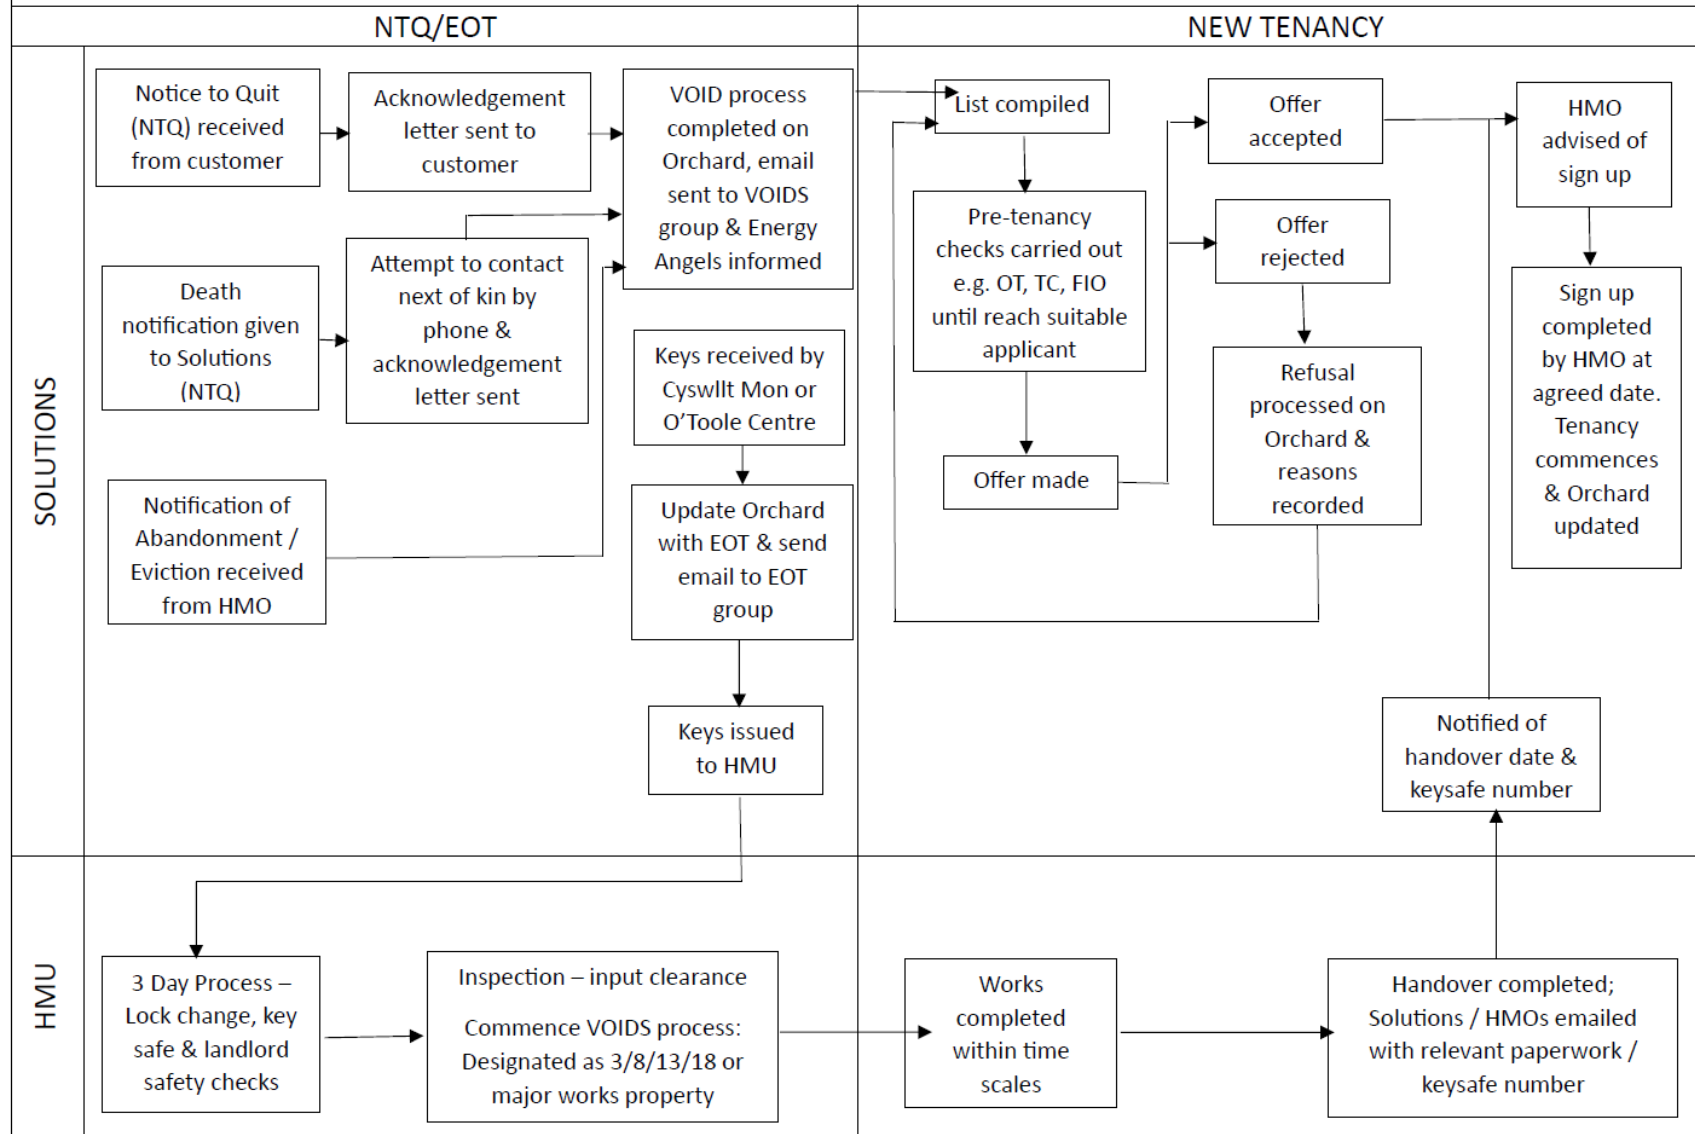 NTQ/EOT
NEW TENANCY
SOLUTIONS
Notice to Quit
(NTQ) received
from customer
Acknowledgement
letter sent to
customer
VOID process
completed on
Orchard, email
sent to VOIDS
group & Energy
Angels informed
Death
notification given
to Solutions
(NTQ)
Attempt to contact
next of kin by
phone &
acknowledgement
letter sent
Keys received by
Cyswllt Mon or
O'Toole Centre
Notification of
Abandonment /
Eviction received
from HMO
Update Orchard
with EOT & send
email to EOT
group
Keys issued
to HMU
List compiled
Pre-tenancy
checks carried out
e.g. OT, TC, FIO
until reach suitable
applicant
Offer made
Offer
accepted
Offer
rejected
Refusal
processed on
Orchard &
reasons
recorded
HMO
advised of
sign up
Sign up
completed
by HMO at
agreed date.
Tenancy
commences
& Orchard
updated
Notified of
handover date &
keysafe number
HMU
3 Day Process –
Lock change, key
safe & landlord
safety checks
Inspection – input clearance
Commence VOIDS process:
Designated as 3/8/13/18 or
major works property
Works
completed
within time
scales
Handover completed;
Solutions / HMOs emailed
with relevant paperwork /
keysafe number